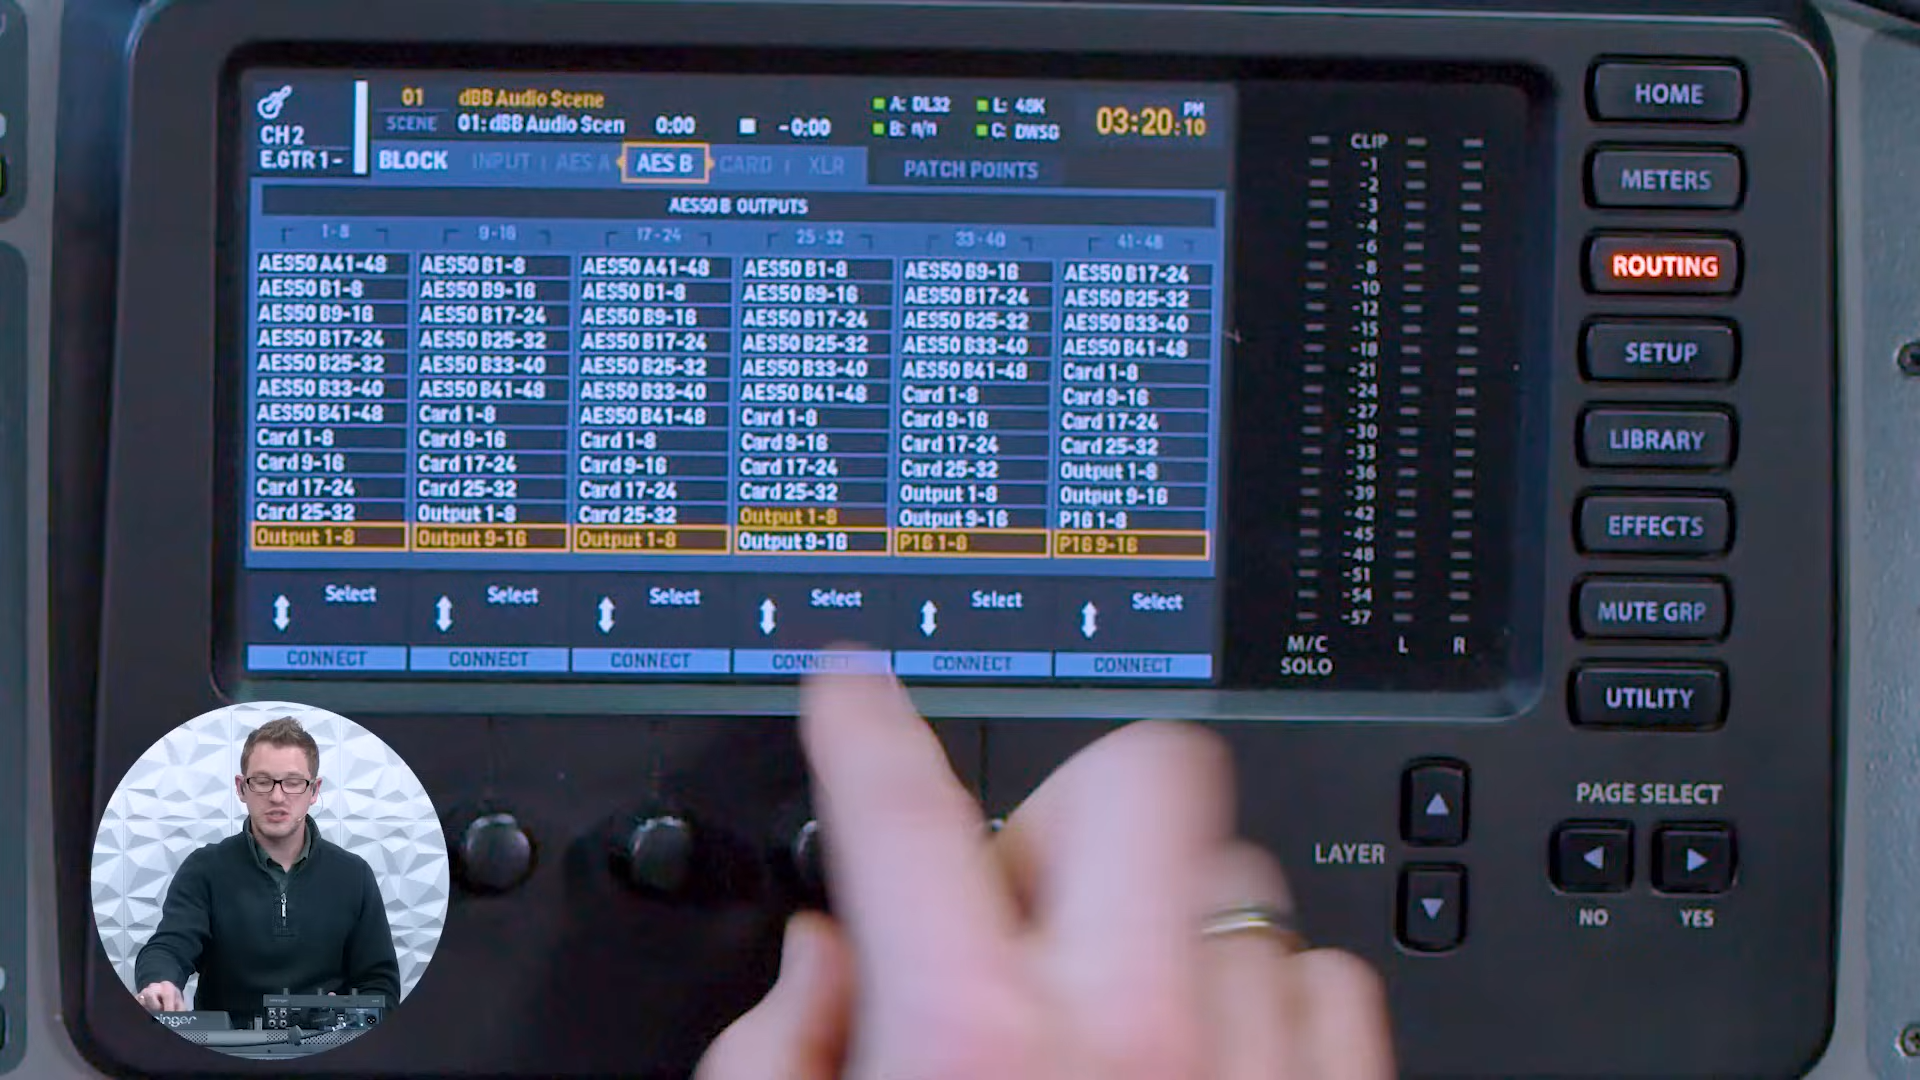 CH2
E.GTR 1-
01
SCENE
dBB Audio Scene
01: dBB Audio Scen
0:00
-0:00
A: DL32
B: n/n
L: 48K
C: DWSG
03:20:10 PM
BLOCK
INPUT
AES A
AES B
CARD
XLR
PATCH POINTS
AES50 B OUTPUTS
1-8
9-16
17-24
25-32
33-40
41-48
AES50 A41-48 AES50 B1-8 AES50 A41-48 AES50 B1-8 AES50 B9-16 AES50 B17-24
AES50 B1-8 AES50 B9-16 AES50 B1-8 AES50 B9-16 AES50 B17-24 AES50 B25-32
AES50 B9-16 AES50 B17-24 AES50 B9-16 AES50 B17-24 AES50 B25-32 AES50 B33-40
AES50 B17-24 AES50 B25-32 AES50 B17-24 AES50 B25-32 AES50 B33-40 AES50 B41-48
AES50 B25-32 AES50 B33-40 AES50 B25-32 AES50 B33-40 AES50 B41-48 Card 1-8
AES50 B33-40 AES50 B41-48 AES50 B33-40 AES50 B41-48 Card 1-8 Card 9-16
AES50 B41-48 Card 1-8 AES50 B41-48 Card 1-8 Card 9-16 Card 17-24
Card 1-8 Card 9-16 Card 1-8 Card 9-16 Card 17-24 Card 25-32
Card 9-16 Card 17-24 Card 9-16 Card 17-24 Card 25-32 Output 1-8
Card 17-24 Card 25-32 Card 17-24 Card 25-32 Output 1-8 Output 9-16
Card 25-32 Output 1-8 Card 25-32 Output 1-8 Output 9-16 P16 1-8
Output 1-8 Output 9-16 Output 1-8 Output 9-16 P16 1-8 P16 9-16
Select Select Select Select Select Select
CONNECT CONNECT CONNECT CONNECT CONNECT CONNECT
CLIP
-1
-2
-3
-4
-6
-8
-10
-12
-15
-18
-21
-24
-27
-30
-33
-36
-39
-42
-45
-48
-51
-54
-57
M/C
SOLO
L
R
HOME
METERS
ROUTING
SETUP
LIBRARY
EFFECTS
MUTE GRP
UTILITY
LAYER
PAGE SELECT
NO
YES